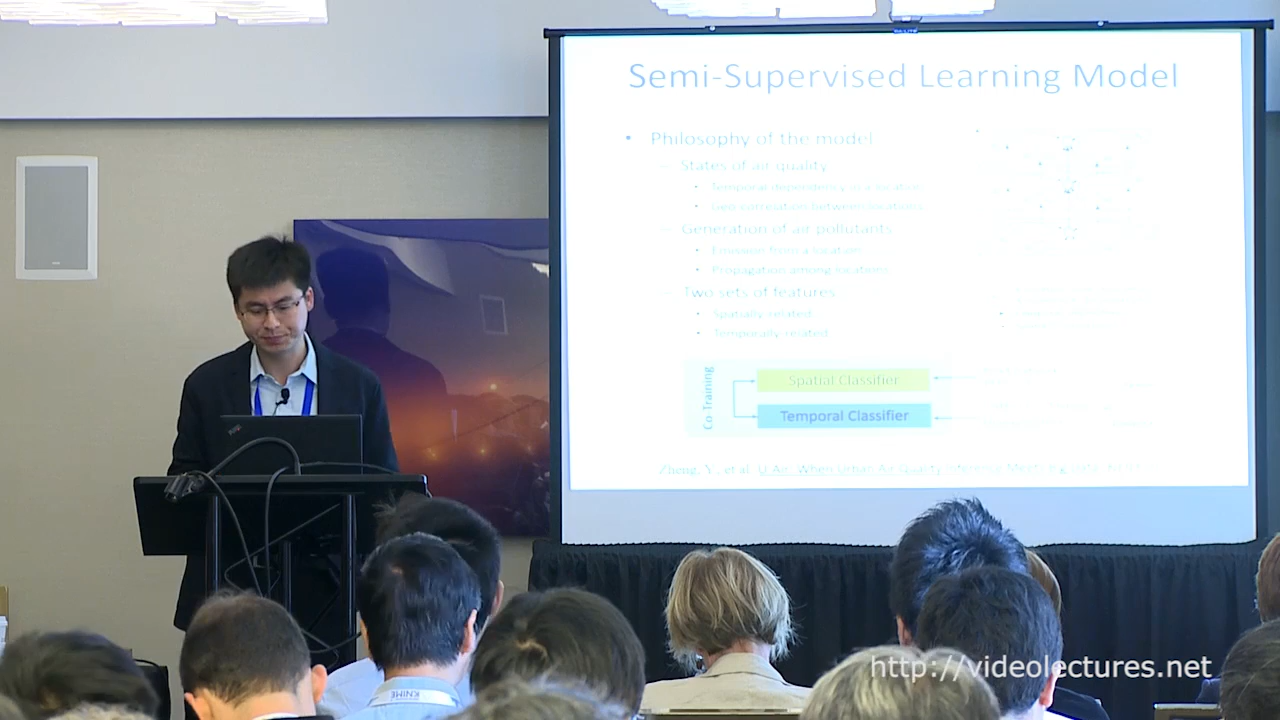 Semi-Supervised Learning Model
• Philosophy of the model
– States of air quality
• Temporal dependency in a location
• Geo-correlation between locations
– Generation of air pollutants
• Emission from a location
• Propagation among locations
– Two sets of features
• Spatially-related
• Temporally-related
Co-Training
Spatial Classifier
Temporal Classifier
Zheng, Y., et al. U-Air: When Urban Air Quality Inference Meets Big Data.
KNIME
http://videolectures.net